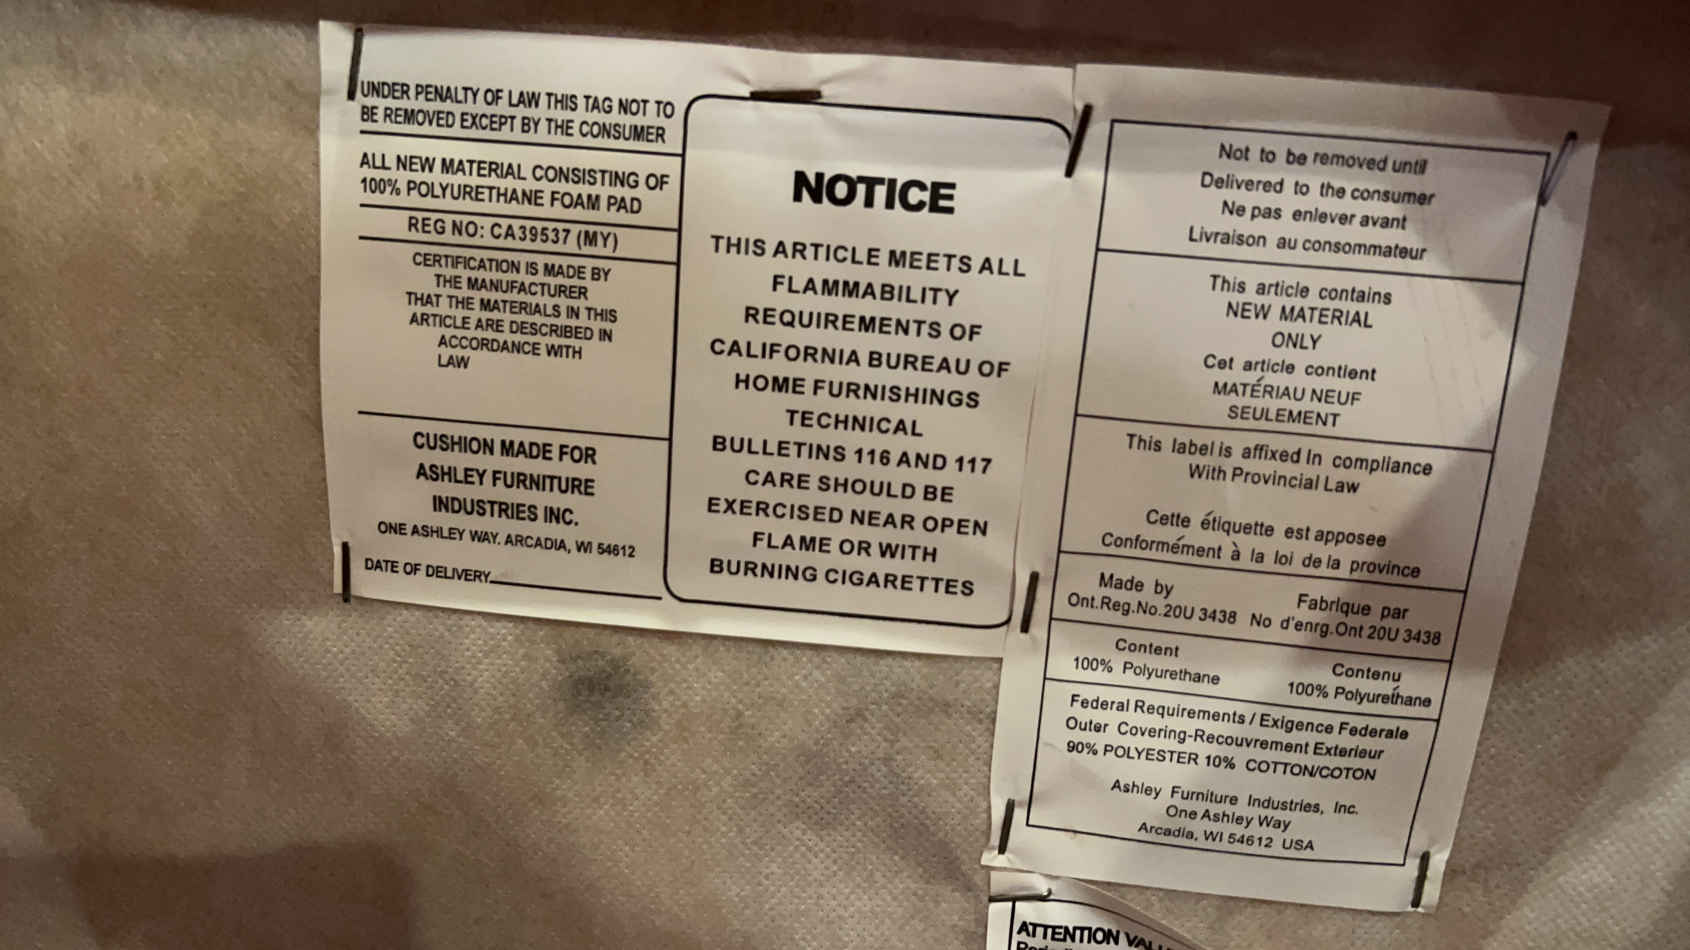 UNDER PENALTY OF LAW THIS TAG NOT TO
BE REMOVED EXCEPT BY THE CONSUMER
ALL NEW MATERIAL CONSISTING OF
100% POLYURETHANE FOAM PAD
REG NO: CA39537 (MY)
CERTIFICATION IS MADE BY
THE MANUFACTURER
THAT THE MATERIALS IN THIS
ARTICLE ARE DESCRIBED IN
ACCORDANCE WITH
LAW
CUSHION MADE FOR
ASHLEY FURNITURE
INDUSTRIES INC.
ONE ASHLEY WAY. ARCADIA, WI 54612
DATE OF DELIVERY
NOTICE
THIS ARTICLE MEETS ALL
FLAMMABILITY
REQUIREMENTS OF
CALIFORNIA BUREAU OF
HOME FURNISHINGS
TECHNICAL
BULLETINS 116 AND 117
CARE SHOULD BE
EXERCISED NEAR OPEN
FLAME OR WITH
BURNING CIGARETTES
Not to be removed until
Delivered to the consumer
Ne pas enlever avant
Livraison au consommateur
This article contains
NEW MATERIAL
ONLY
Cet article contient
MATÉRIAU NEUF
SEULEMENT
This label is affixed In compliance
With Provincial Law
Cette étiquette est apposee
Conformément à la loi de la province
Made by Fabrique par
Ont.Reg.No.20U 3438 No d'enrg.Ont 20U 3438
Content Contenu
100% Polyurethane 100% Polyuréthane
Federal Requirements / Exigence Federale
Outer Covering-Recouvrement Exterieur
90% POLYESTER 10% COTTON/COTON
Ashley Furniture Industries, Inc.
One Ashley Way
Arcadia, WI 54612 USA
ATTENTION